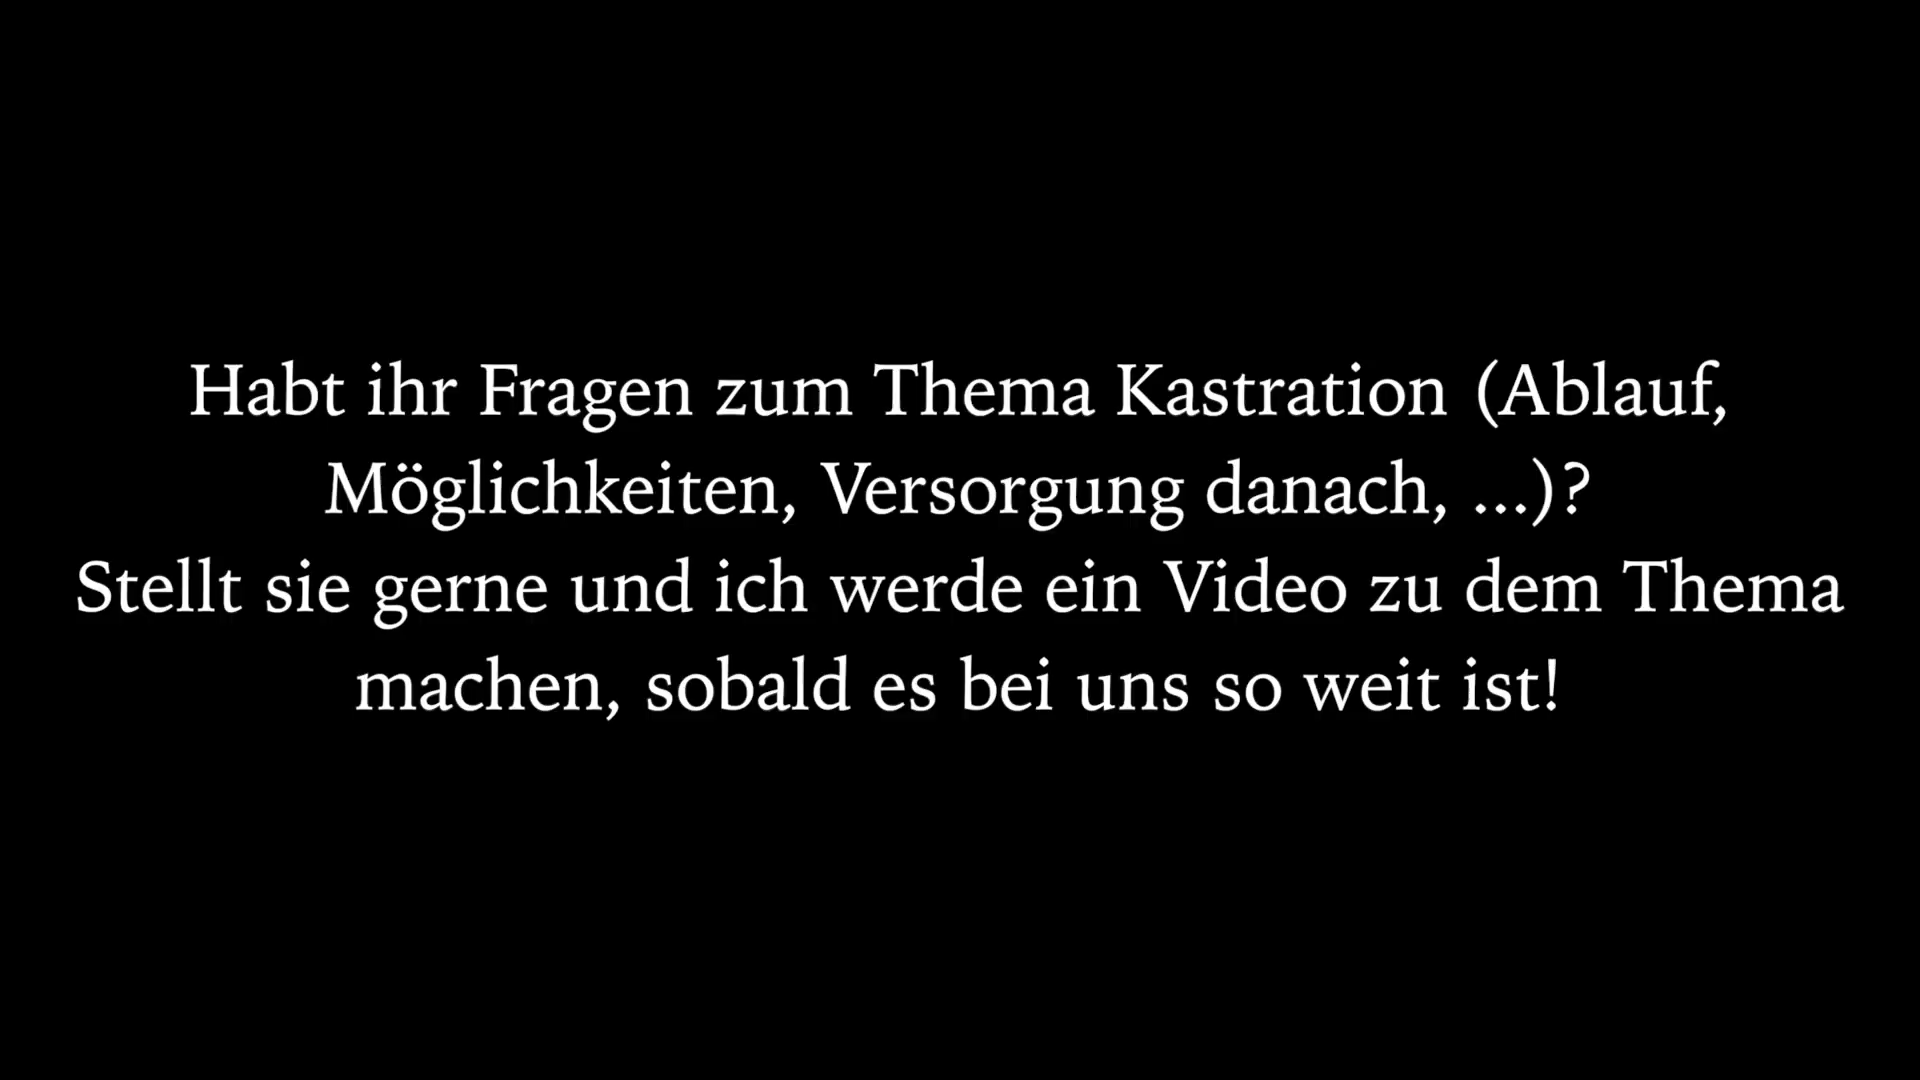 Habt ihr Fragen zum Thema Kastration (Ablauf,
Möglichkeiten, Versorgung danach, ...)?
Stellt sie gerne und ich werde ein Video zu dem Thema
machen, sobald es bei uns so weit ist!